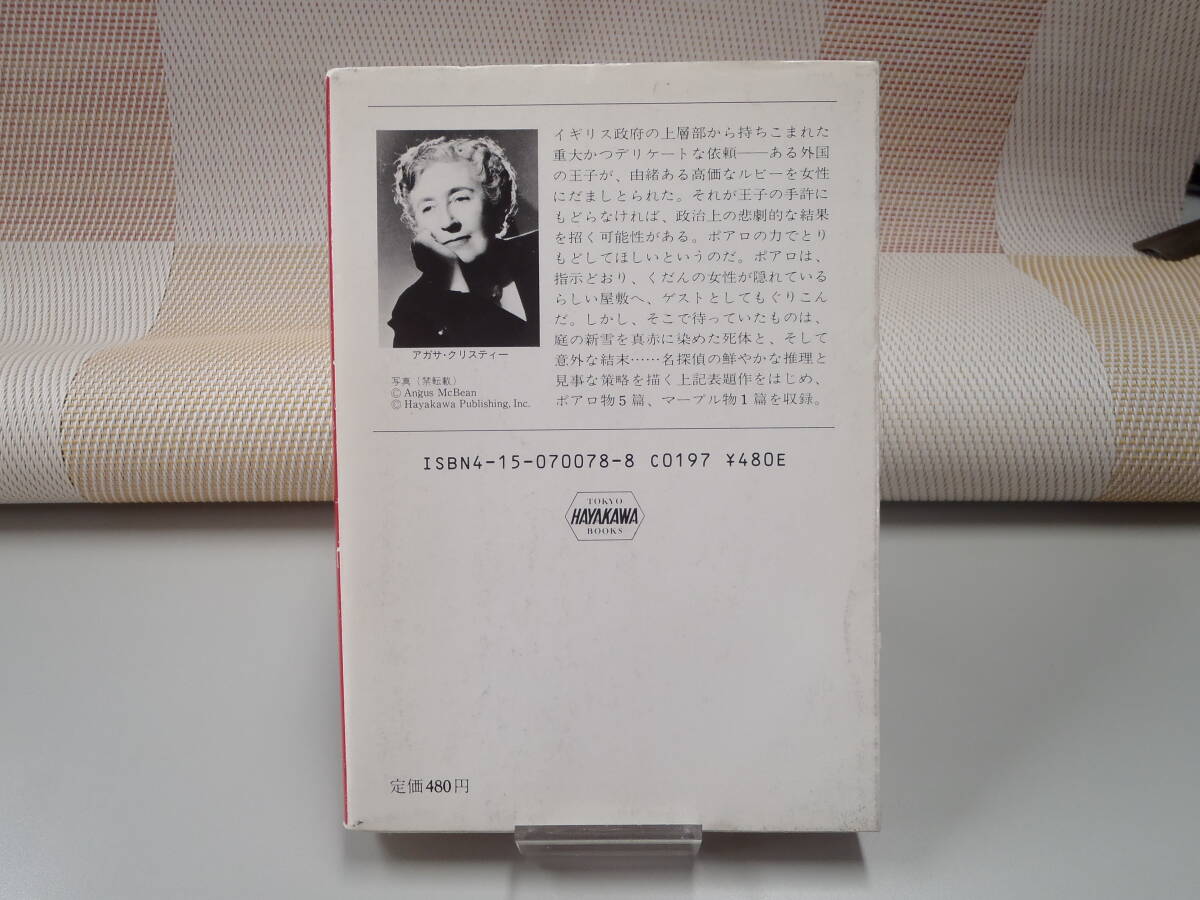 イギリス政府の上層部から持ちこまれた
重大かつデリケートな依頼――ある外国
の王子が、由緒ある高価なルビーを女性
にだましとられた。それが王子の手許に
もどらなければ、政治上の悲劇的な結果
を招く可能性がある。ポアロの力でとり
もどしてほしいというのだ。ポアロは、
指示どおり、くだんの女性が隠れている
らしい屋敷へ、ゲストとしてもぐりこん
だ。しかし、そこで待っていたものは、
庭の新雪を真赤に染めた死体と、そして
意外な結末……名探偵の鮮やかな推理と
見事な策略を描く上記表題作をはじめ、
ポアロ物5篇、マープル物1篇を収録。
アガサ・クリスティー
写真（禁転載）
© Angus McBean
© Hayakawa Publishing, Inc.
ISBN4-15-070078-8 C0197 ¥480E
TOKYO
HAYAKAWA
BOOKS
定価480円